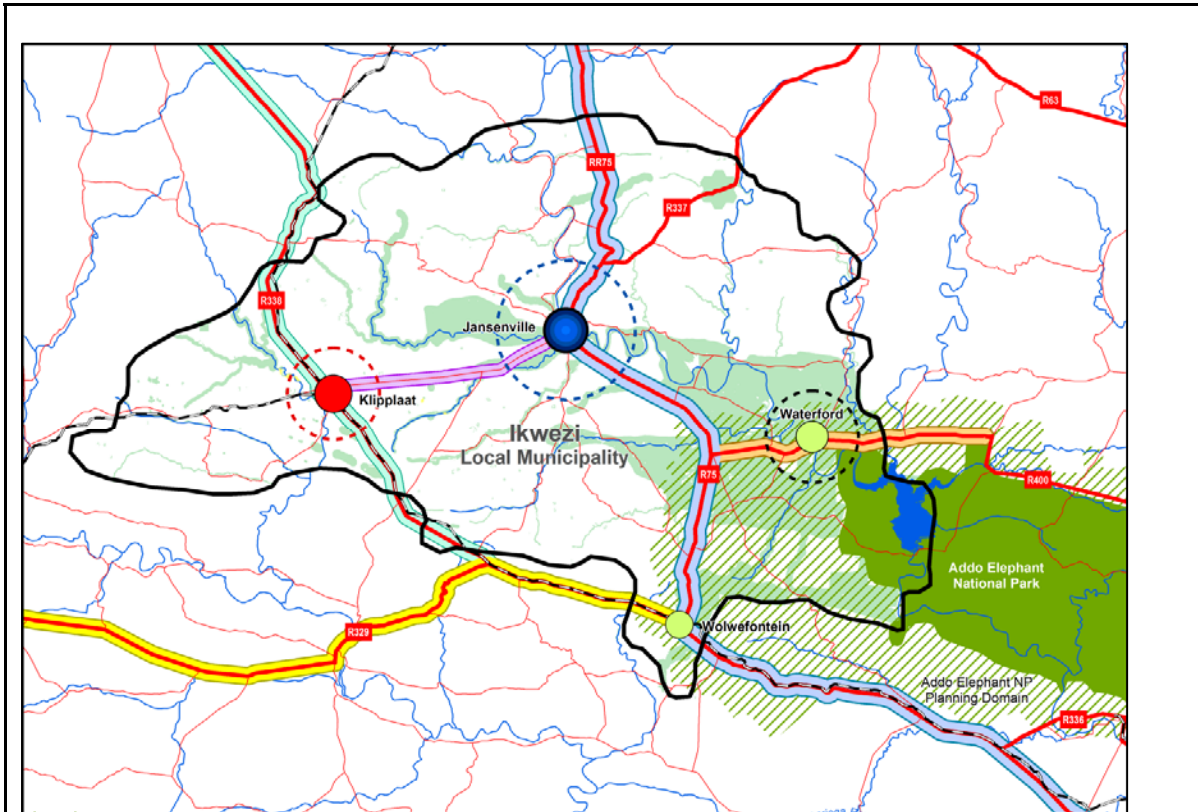 R63
RR75
R337
R338
Jansenville
Klipplaat
Waterford
Ikwezi
Local Municipality
R75
R400
Addo Elephant
National Park
R329
Wolwefontein
Addo Elephant NP
Planning Domain
R336